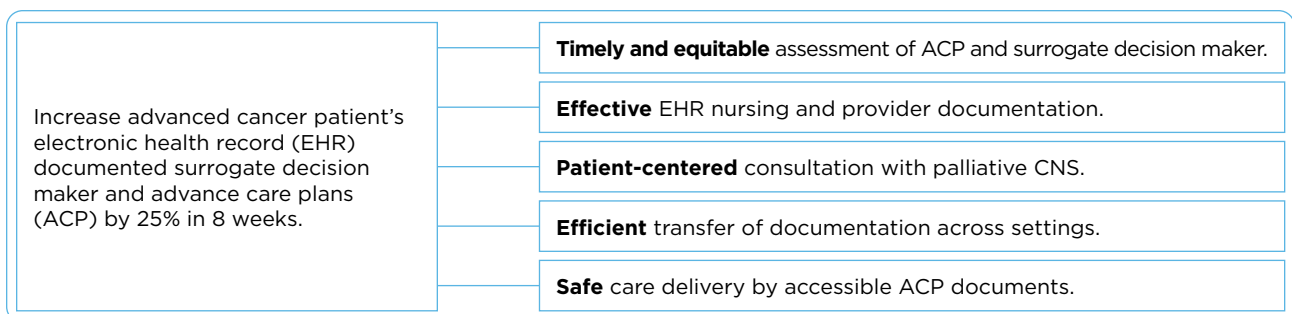 Increase advanced cancer patient’s
electronic health record (EHR)
documented surrogate decision
maker and advance care plans
(ACP) by 25% in 8 weeks.
Timely and equitable assessment of ACP and surrogate decision maker.
Effective EHR nursing and provider documentation.
Patient-centered consultation with palliative CNS.
Efficient transfer of documentation across settings.
Safe care delivery by accessible ACP documents.